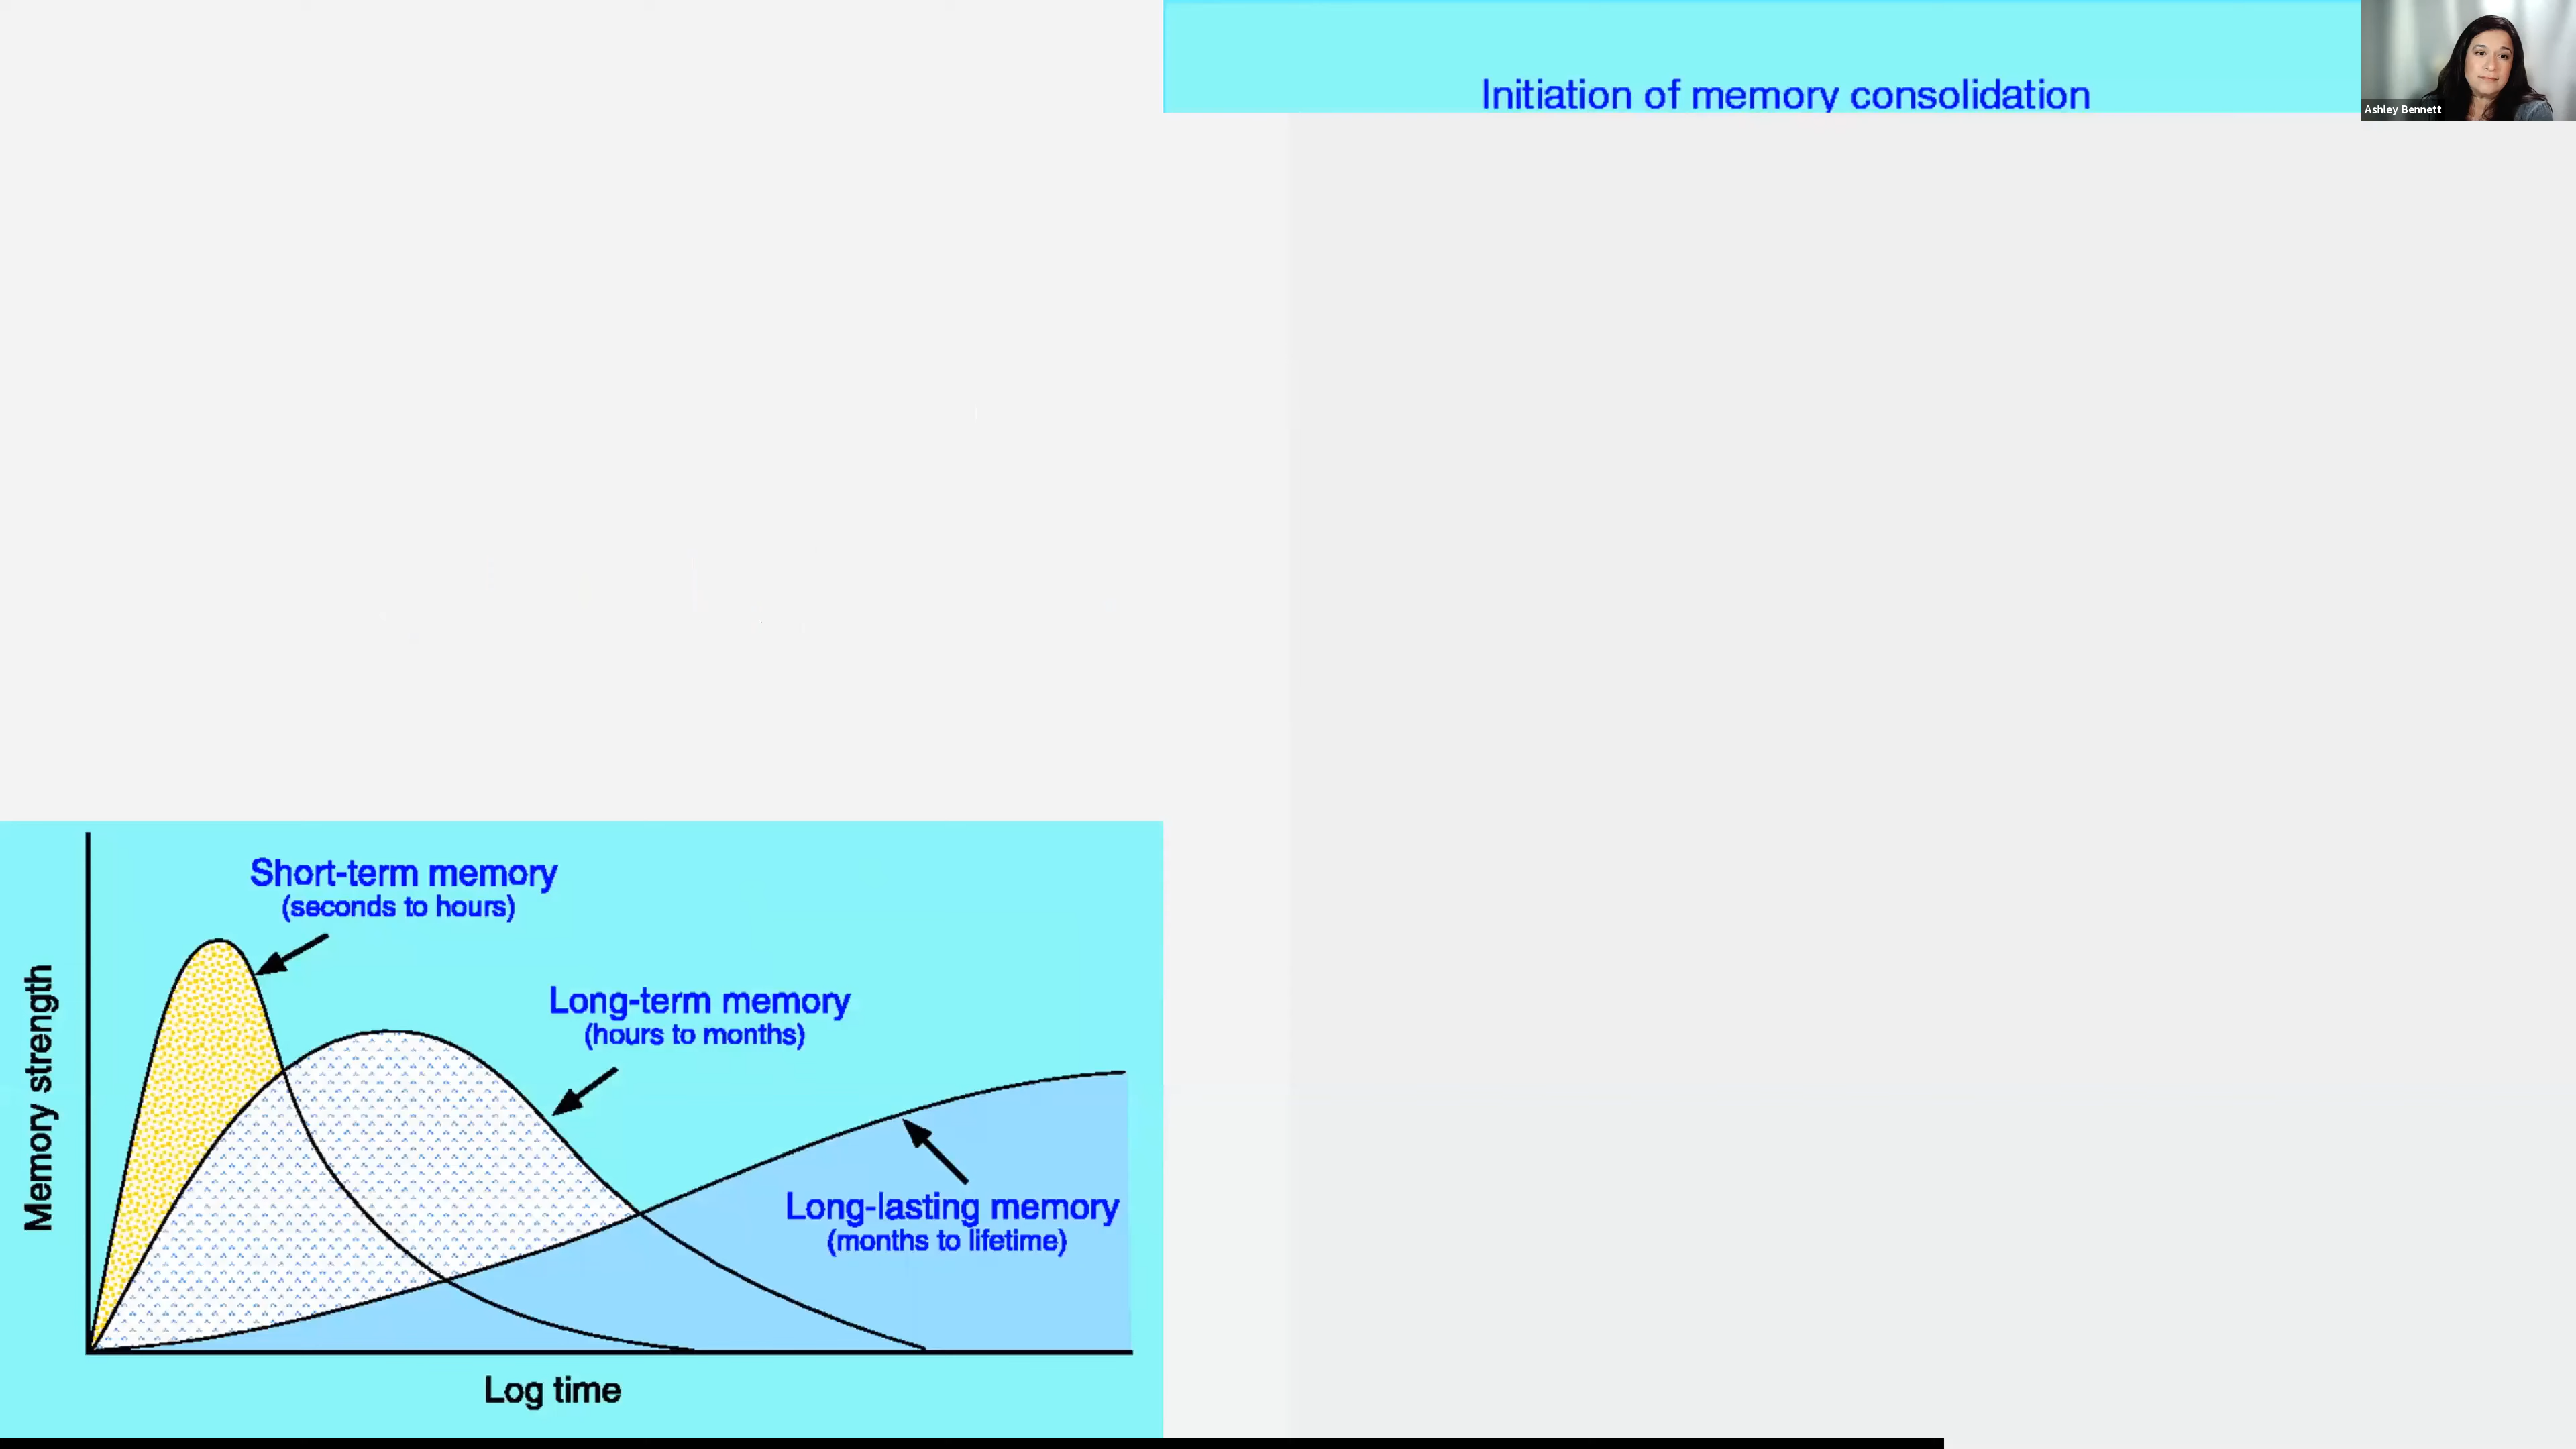 Initiation of memory consolidation
Ashley Bennett
Short-term memory
(seconds to hours)
Long-term memory
(hours to months)
Long-lasting memory
(months to lifetime)
Memory strength
Log time